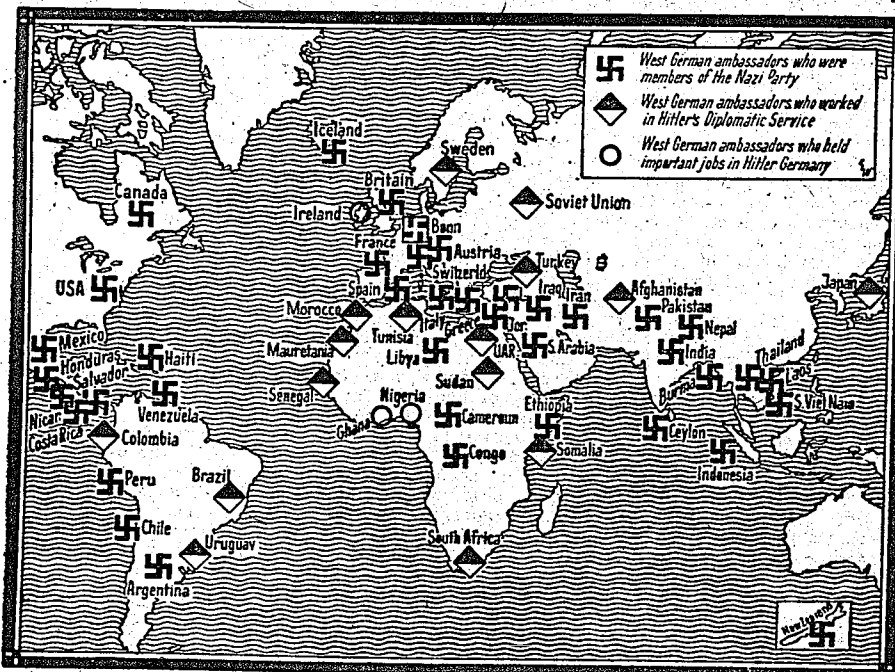 West German ambassadors who were
members of the Nazi Party
West German ambassadors who worked
in Hitler's Diplomatic Service
West German ambassadors who held
important jobs in Hitler Germany
Iceland
Sweden
Britain
Canada
Ireland
Soviet Union
Bonn
France
Austria
Switzerld.
USA
Spain
Turkey
Iraq
Iran
Afghanistan
Japan
Morocco
Tunisia
Italy
Greece
Jor.
Pakistan
Nepal
Mexico
Mauretania
Libya
UAR
S. Arabia
India
Thailand
Honduras
Haiti
Salvador
Senegal
Sudan
Burma
Laos
Nicar.
Venezuela
Nigeria
Ghana
Cameroun
Ethiopia
S. Viet Nam
Costa Rica
Colombia
Congo
Somalia
Ceylon
Indonesia
Peru
Brazil
Chile
Uruguay
South Africa
Argentina
New Zealand